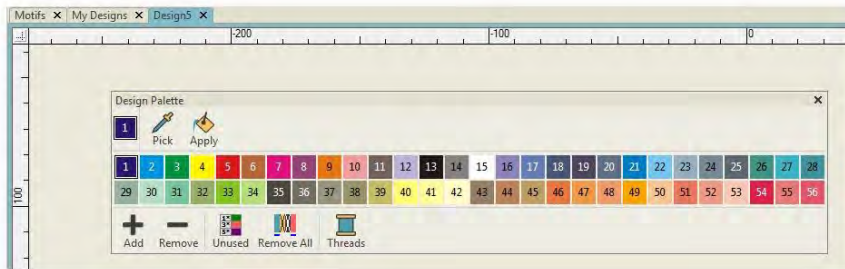 Motifs × My Designs × Design5 ×
-200 -100 0
Design Palette ×
1
Pick Apply
1 2 3 4 5 6 7 8 9 10 11 12 13 14 15 16 17 18 19 20 21 22 23 24 25 26 27 28
29 30 31 32 33 34 35 36 37 38 39 40 41 42 43 44 45 46 47 48 49 50 51 52 53 54 55 56
100
Add Remove Unused Remove All Threads